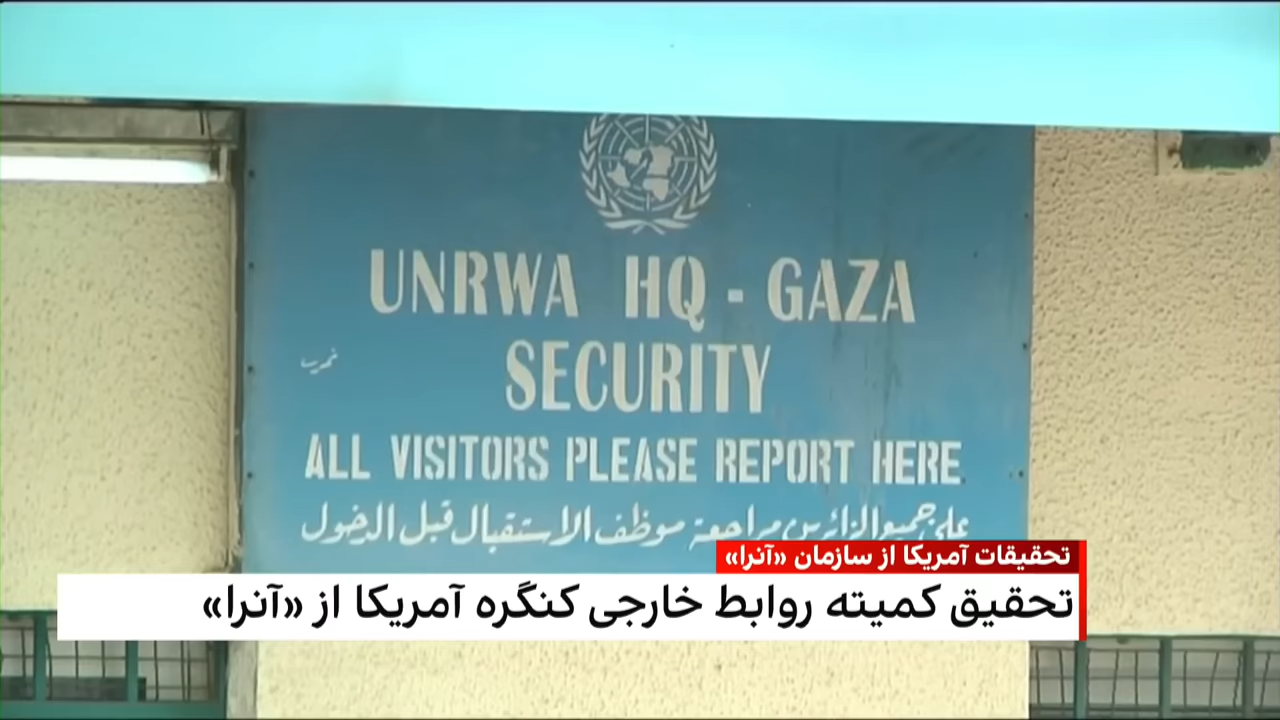 UNRWA HQ - GAZA
SECURITY
ALL VISITORS PLEASE REPORT HERE
على جميع الزائرين مراجعة موظف الاستقبال قبل الدخول
تحقیقات آمریکا از سازمان «آنرا»
تحقیق کمیته روابط خارجی کنگره آمریکا از «آنرا»